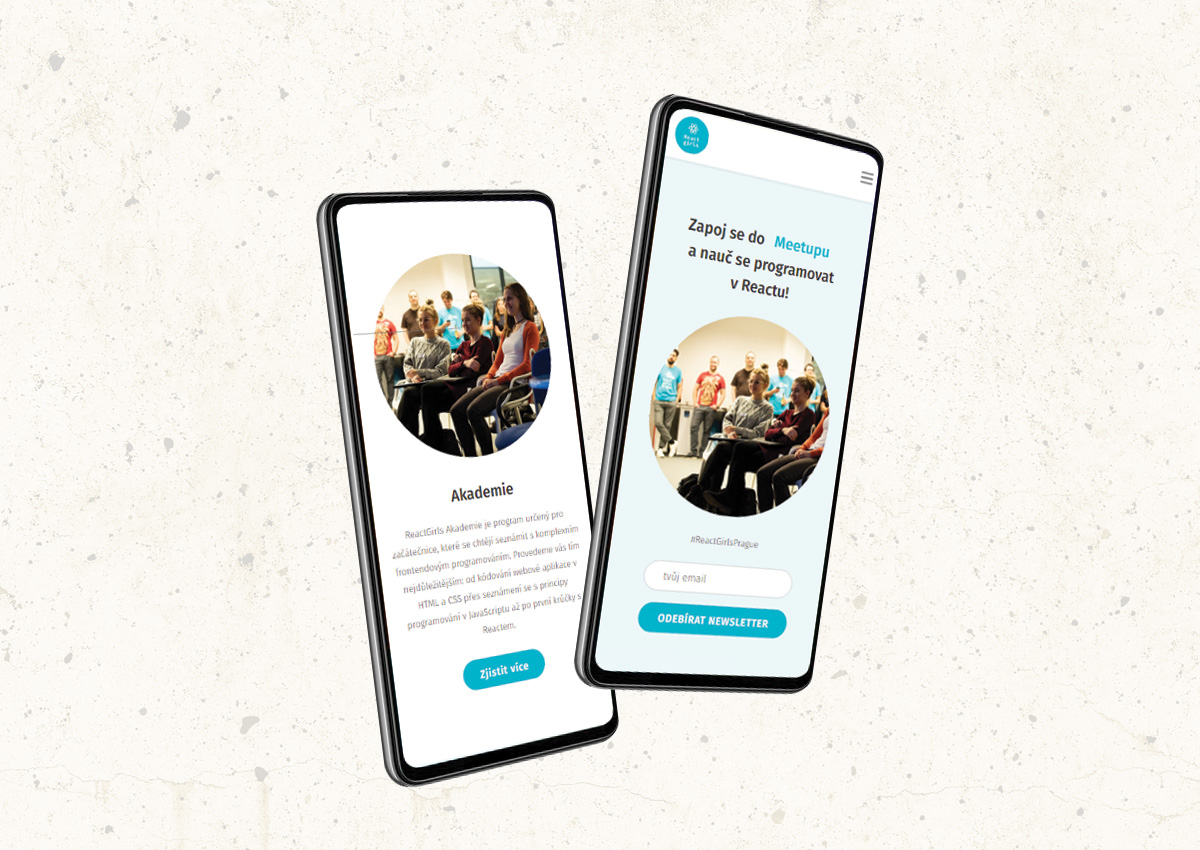 Akademie
ReactGirls Akademie je program určený pro
začátečnice, které se chtějí seznámit s komplexním
frontendovým programováním. Provedeme vás tím
nejdůležitějším: od kódování webové aplikace v
HTML a CSS přes seznámení se s principy
programování v JavaScriptu až po první krůčky s
Reactem.
Zjistit více
React
girls
Zapoj se do Meetupu
a nauč se programovat
v Reactu!
#ReactGirlsPrague
tvůj email
ODEBÍRAT NEWSLETTER